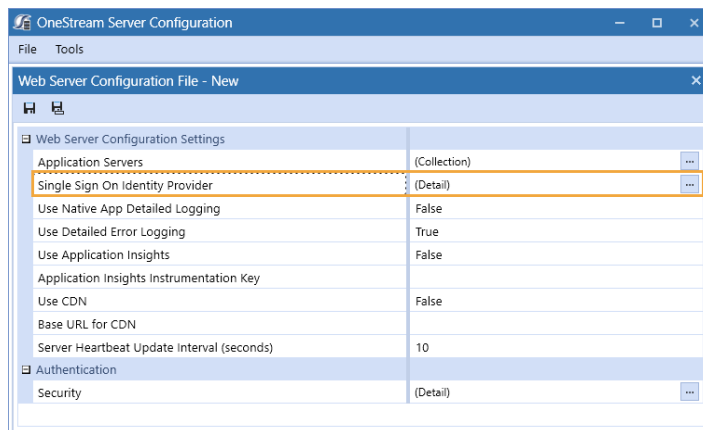 OneStream Server Configuration
File Tools
Web Server Configuration File - New
Web Server Configuration Settings
Application Servers (Collection) ...
Single Sign On Identity Provider (Detail) ...
Use Native App Detailed Logging False
Use Detailed Error Logging True
Use Application Insights False
Application Insights Instrumentation Key
Use CDN False
Base URL for CDN
Server Heartbeat Update Interval (seconds) 10
Authentication
Security (Detail) ...